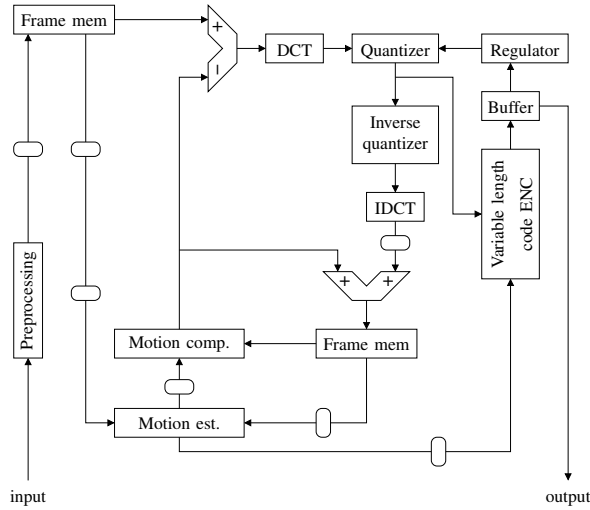 Frame mem
+
−
DCT
Quantizer
Regulator
Buffer
Inverse
quantizer
IDCT
Variable length
code ENC
Preprocessing
+ +
Motion comp.
Frame mem
Motion est.
input
output